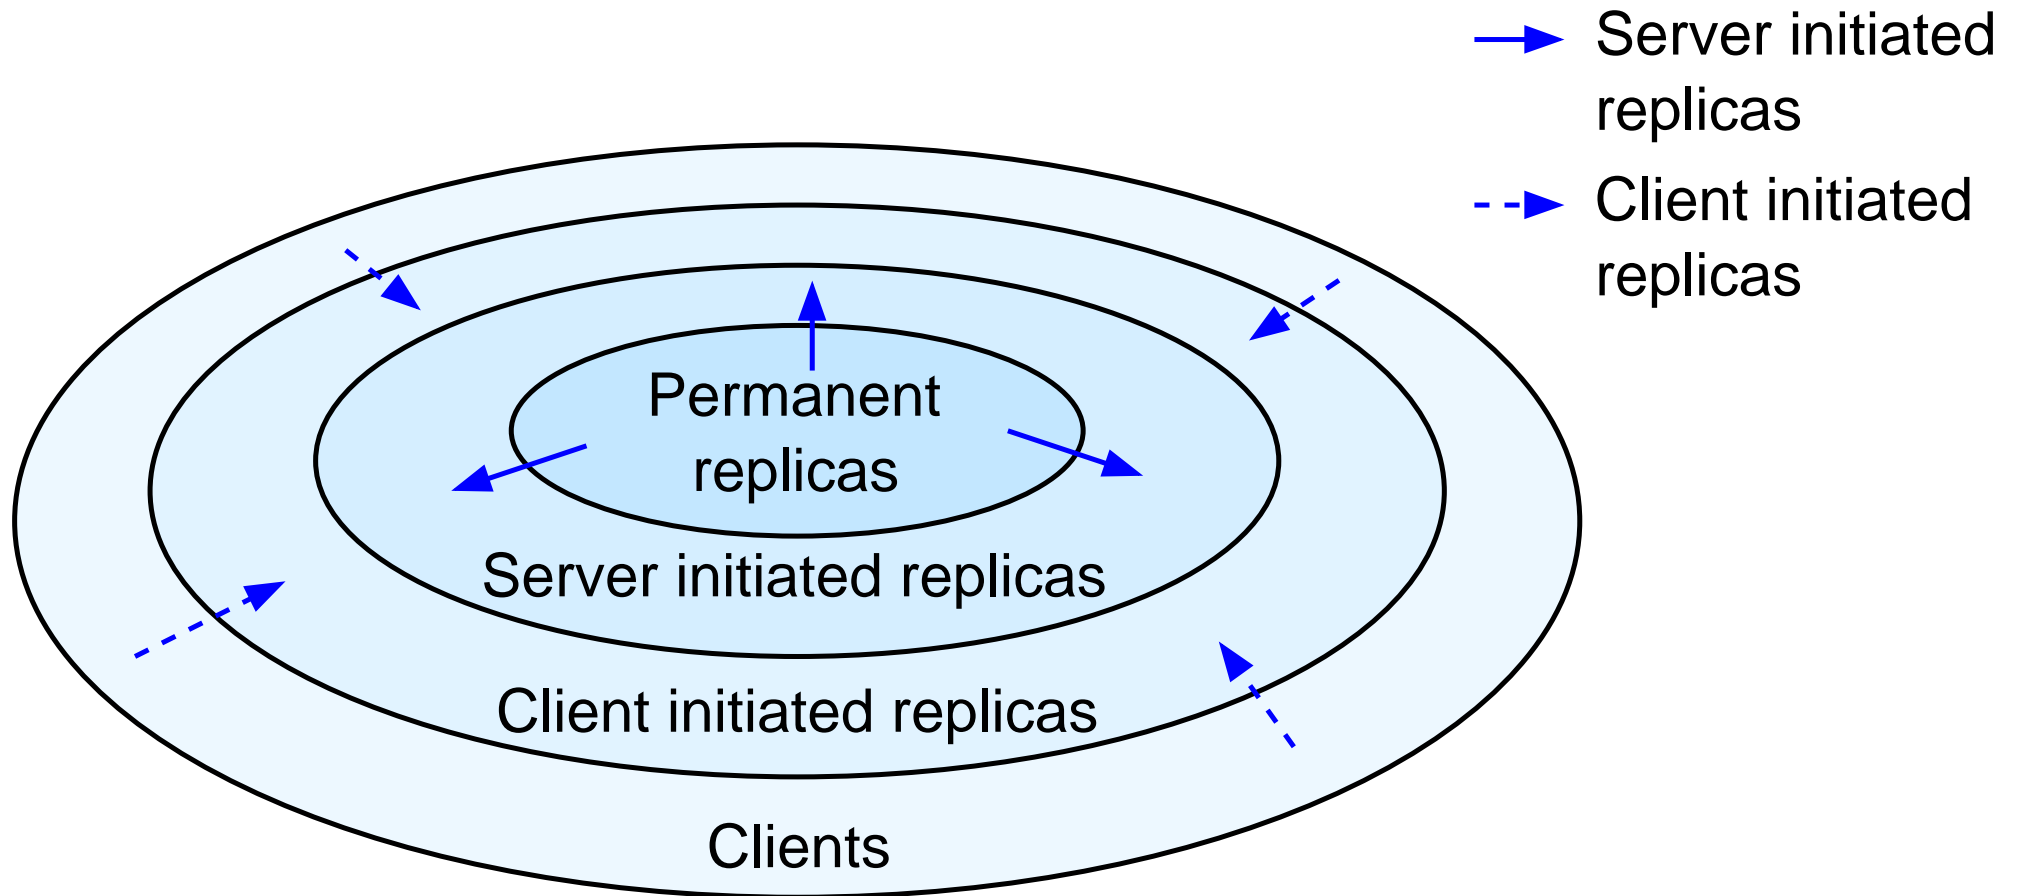 Server initiated
replicas
Client initiated
replicas
Permanent
replicas
Server initiated replicas
Client initiated replicas
Clients